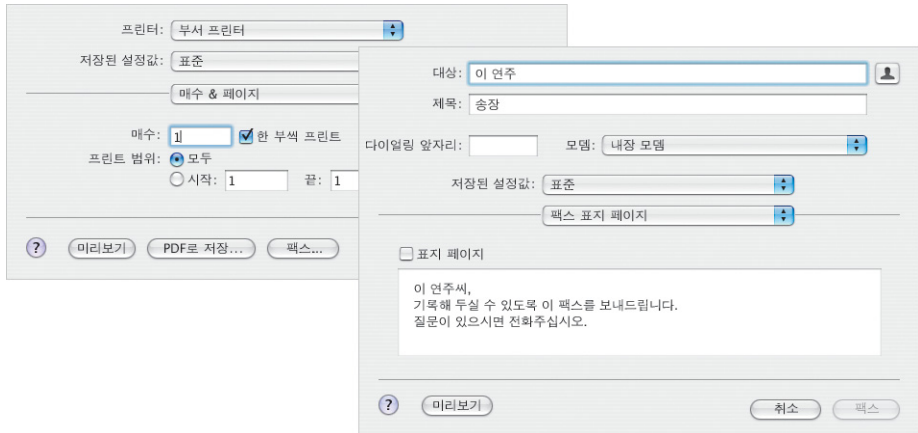 프린터: 부서 프린터
저장된 설정값: 표준
매수 & 페이지
매수: 1 한 부씩 프린트
프린트 범위: 모두
시작: 1 끝: 1
? 미리보기 PDF로 저장... 팩스...
대상: 이 연주
제목: 송장
다이얼링 앞자리: 모뎀: 내장 모뎀
저장된 설정값: 표준
팩스 표지 페이지
표지 페이지
이 연주씨,
기록해 두실 수 있도록 이 팩스를 보내드립니다.
질문이 있으시면 전화주십시오.
? 미리보기 취소 팩스